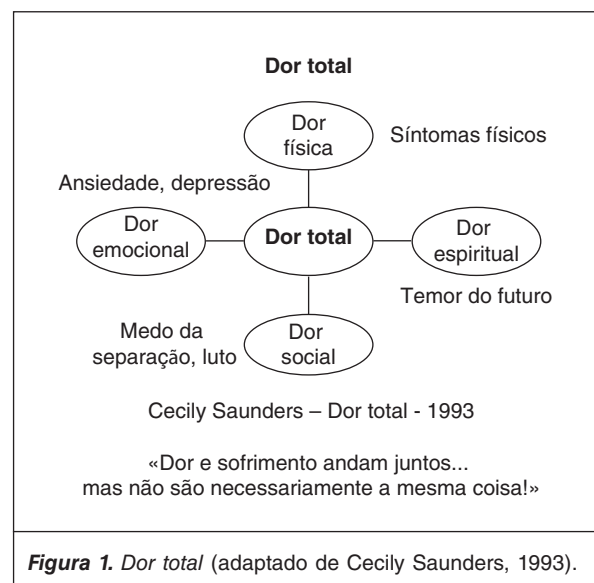 Dor total
Dor
física
Síntomas físicos
Ansiedade, depressão
Dor
emocional
Dor total
Dor
espiritual
Temor do futuro
Medo da
separação, luto
Dor
social
Cecily Saunders – Dor total - 1993
«Dor e sofrimento andam juntos...
mas não são necessariamente a mesma coisa!»
Figura 1. Dor total (adaptado de Cecily Saunders, 1993).